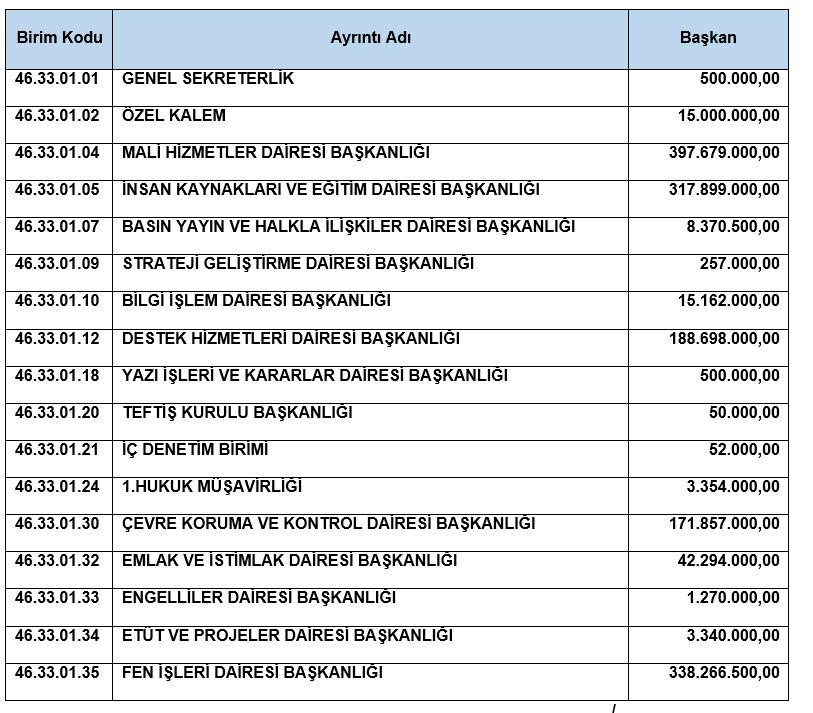 Birim Kodu Ayrıntı Adı Başkan
46.33.01.01 GENEL SEKRETERLİK 500.000,00
46.33.01.02 ÖZEL KALEM 15.000.000,00
46.33.01.04 MALİ HİZMETLER DAİRESİ BAŞKANLIĞI 397.679.000,00
46.33.01.05 İNSAN KAYNAKLARI VE EĞİTİM DAİRESİ BAŞKANLIĞI 317.899.000,00
46.33.01.07 BASIN YAYIN VE HALKLA İLİŞKİLER DAİRESİ BAŞKANLIĞI 8.370.500,00
46.33.01.09 STRATEJİ GELİŞTİRME DAİRESİ BAŞKANLIĞI 257.000,00
46.33.01.10 BİLGİ İŞLEM DAİRESİ BAŞKANLIĞI 15.162.000,00
46.33.01.12 DESTEK HİZMETLERİ DAİRESİ BAŞKANLIĞI 188.698.000,00
46.33.01.18 YAZI İŞLERİ VE KARARLAR DAİRESİ BAŞKANLIĞI 500.000,00
46.33.01.20 TEFTİŞ KURULU BAŞKANLIĞI 50.000,00
46.33.01.21 İÇ DENETİM BİRİMİ 52.000,00
46.33.01.24 1.HUKUK MÜŞAVİRLİĞİ 3.354.000,00
46.33.01.30 ÇEVRE KORUMA VE KONTROL DAİRESİ BAŞKANLIĞI 171.857.000,00
46.33.01.32 EMLAK VE İSTİMLAK DAİRESİ BAŞKANLIĞI 42.294.000,00
46.33.01.33 ENGELLİLER DAİRESİ BAŞKANLIĞI 1.270.000,00
46.33.01.34 ETÜT VE PROJELER DAİRESİ BAŞKANLIĞI 3.340.000,00
46.33.01.35 FEN İŞLERİ DAİRESİ BAŞKANLIĞI 338.266.500,00